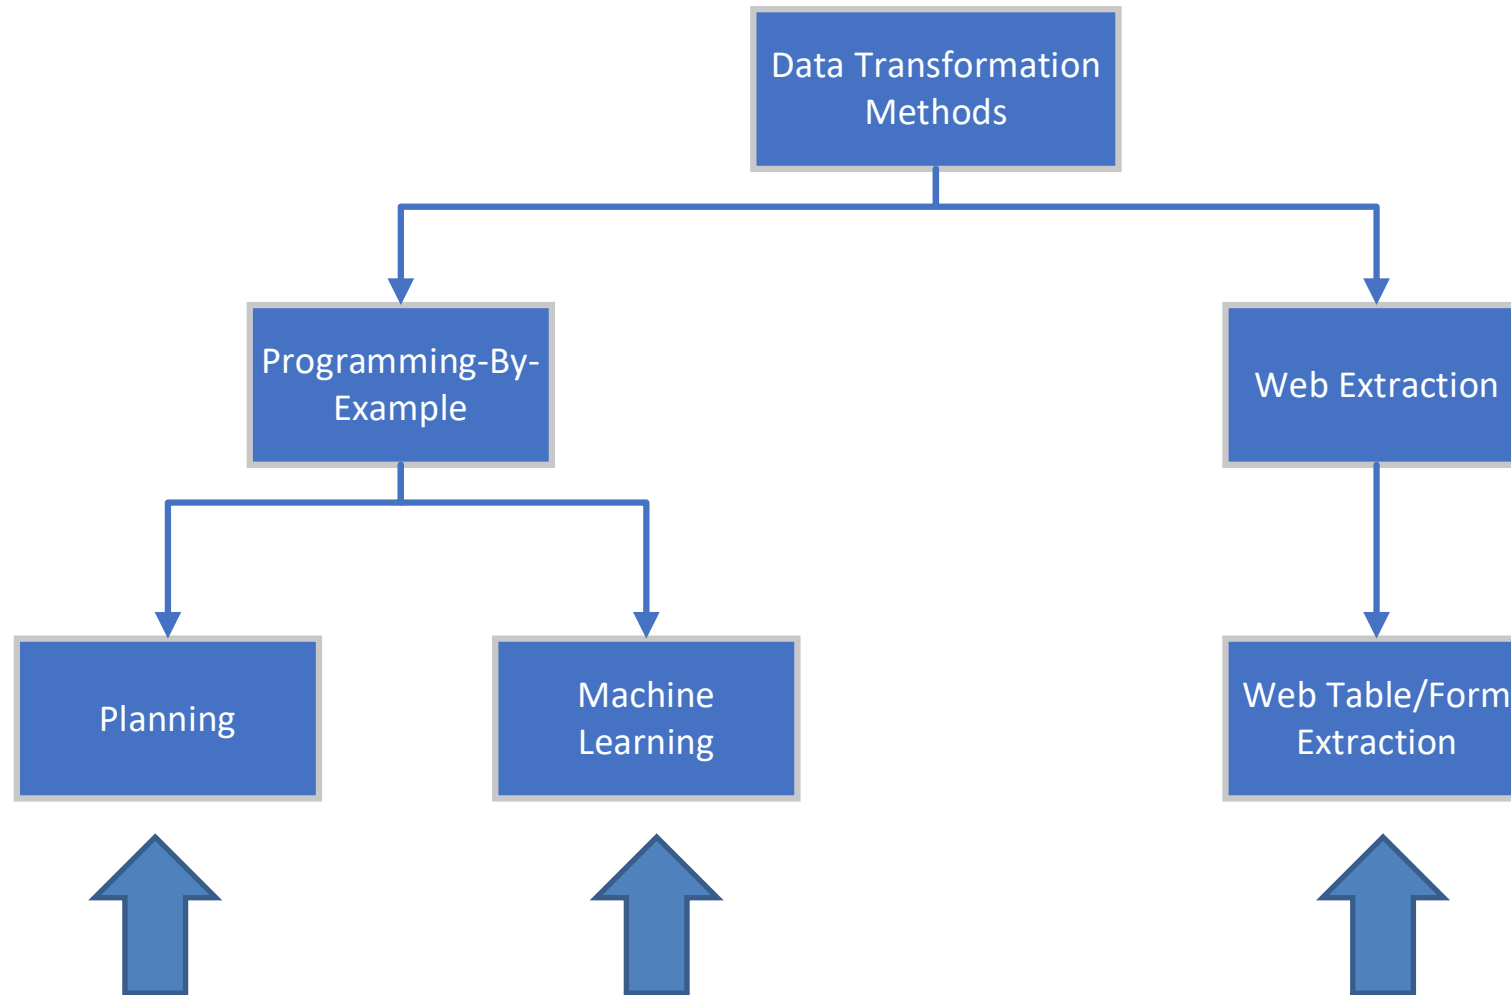 Data Transformation
Methods
Programming-By-
Example
Web Extraction
Planning
Machine
Learning
Web Table/Form
Extraction